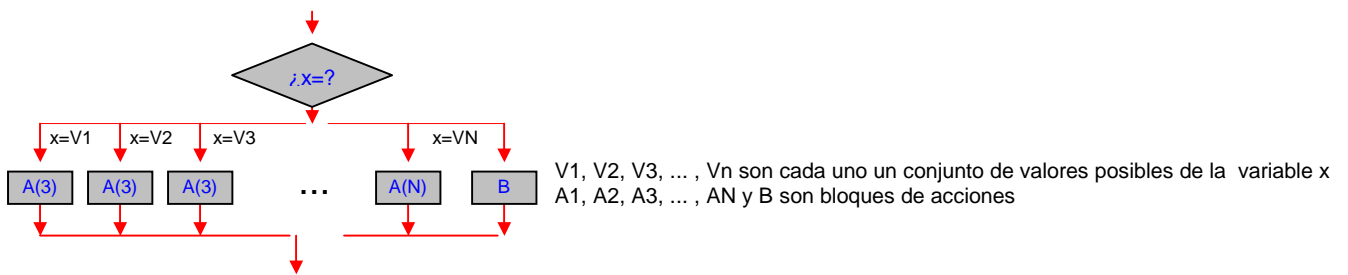 ¿x=?
x=V1 x=V2 x=V3 x=VN
A(3) A(3) A(3) ... A(N) B
V1, V2, V3, ... , Vn son cada uno un conjunto de valores posibles de la variable x
A1, A2, A3, ... , AN y B son bloques de acciones